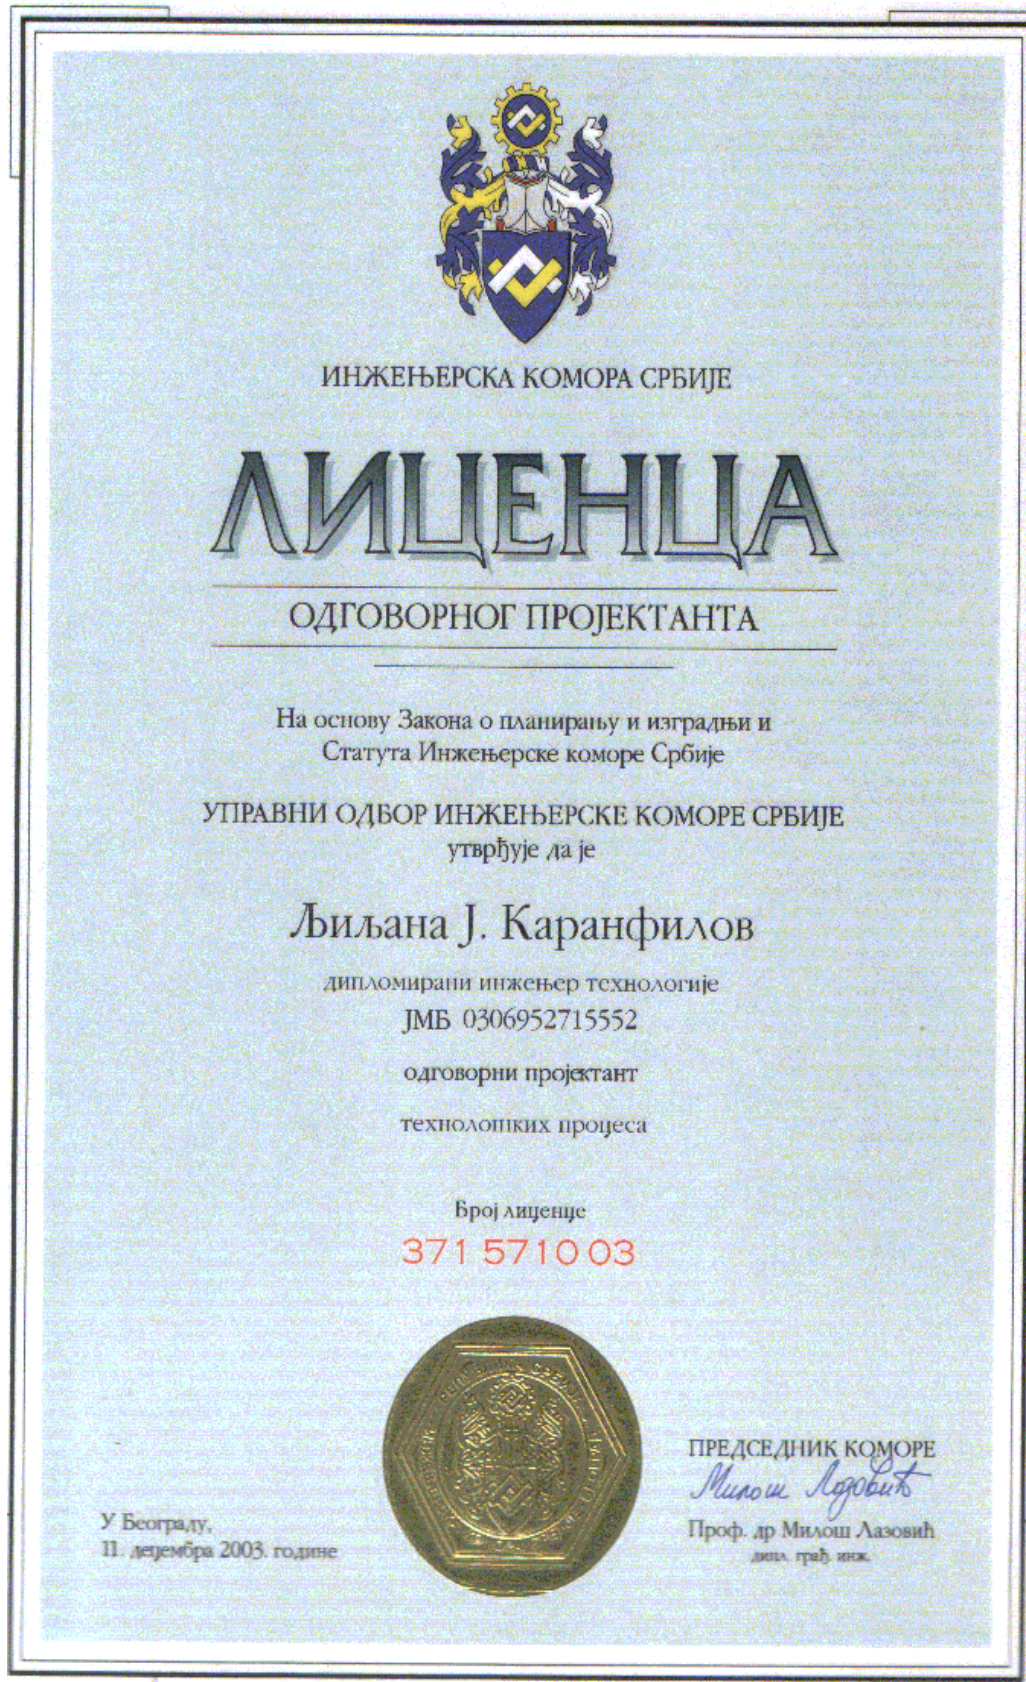 ИНЖЕЊЕРСКА КОМОРА СРБИЈЕ
ЛИЦЕНЦА
ОДГОВОРНОГ ПРОЈЕКТАНТА
На основу Закона о планирању и изградњи и
Статута Инжењерске коморе Србије
УПРАВНИ ОДБОР ИНЖЕЊЕРСКЕ КОМОРЕ СРБИЈЕ
утврђује да је
Љиљана Ј. Каранфилов
дипломирани инжењер технологије
ЈМБ 0306952715552
одговорни пројектант
технолошких процеса
Број лиценце
371 5710 03
У Београду,
11. децембра 2003. године
ПРЕДСЕДНИК КОМОРЕ
Милош Лазовић
Проф. др Милош Лазовић
дипл. грађ. инж.